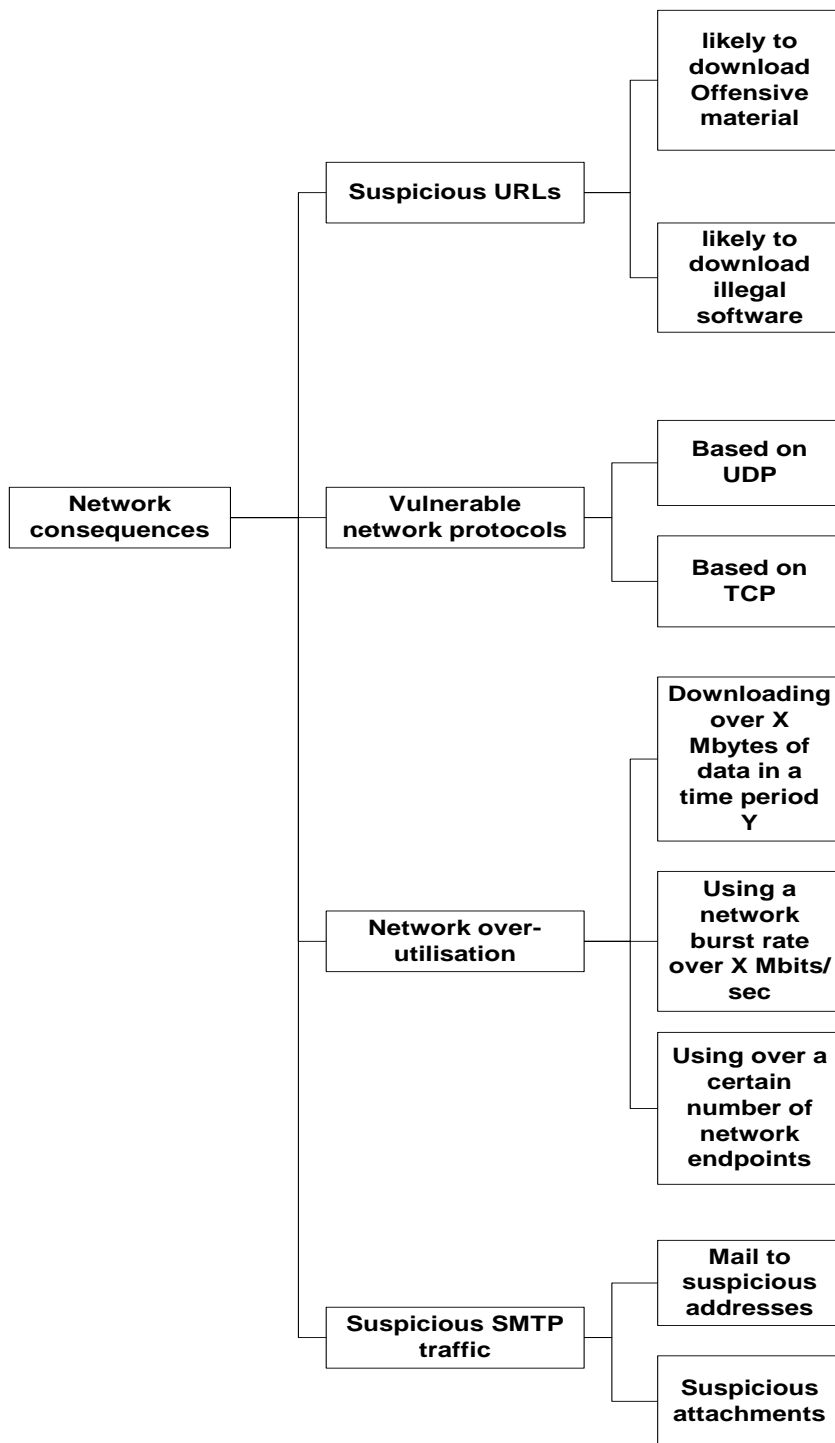 likely to
download
Offensive
material
Suspicious URLs
likely to
download
illegal
software
Based on
UDP
Network
consequences
Vulnerable
network protocols
Based on
TCP
Downloading
over X
Mbytes of
data in a
time period
Y
Network over-
utilisation
Using a
network
burst rate
over X Mbits/
sec
Using over a
certain
number of
network
endpoints
Mail to
suspicious
addresses
Suspicious SMTP
traffic
Suspicious
attachments